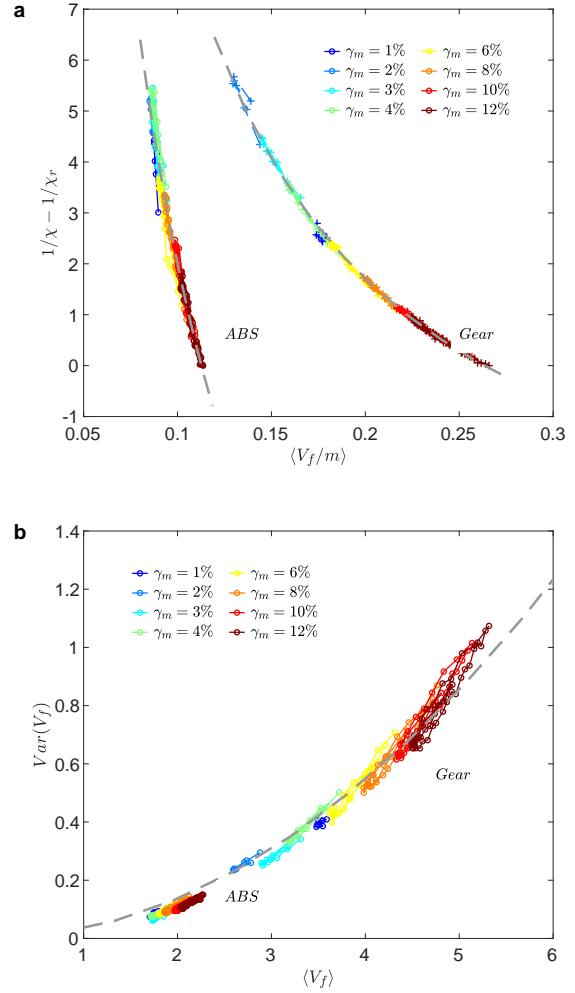 a
7
6
5
4
3
2
1
0
-1
1/χ − 1/χr
γm = 1%
γm = 2%
γm = 3%
γm = 4%
γm = 6%
γm = 8%
γm = 10%
γm = 12%
ABS
Gear
0.05 0.1 0.15 0.2 0.25 0.3
⟨Vf/m⟩
b
1.4
1.2
1
0.8
0.6
0.4
0.2
0
Var(Vf)
γm = 1%
γm = 2%
γm = 3%
γm = 4%
γm = 6%
γm = 8%
γm = 10%
γm = 12%
Gear
ABS
1 2 3 4 5 6
⟨Vf⟩